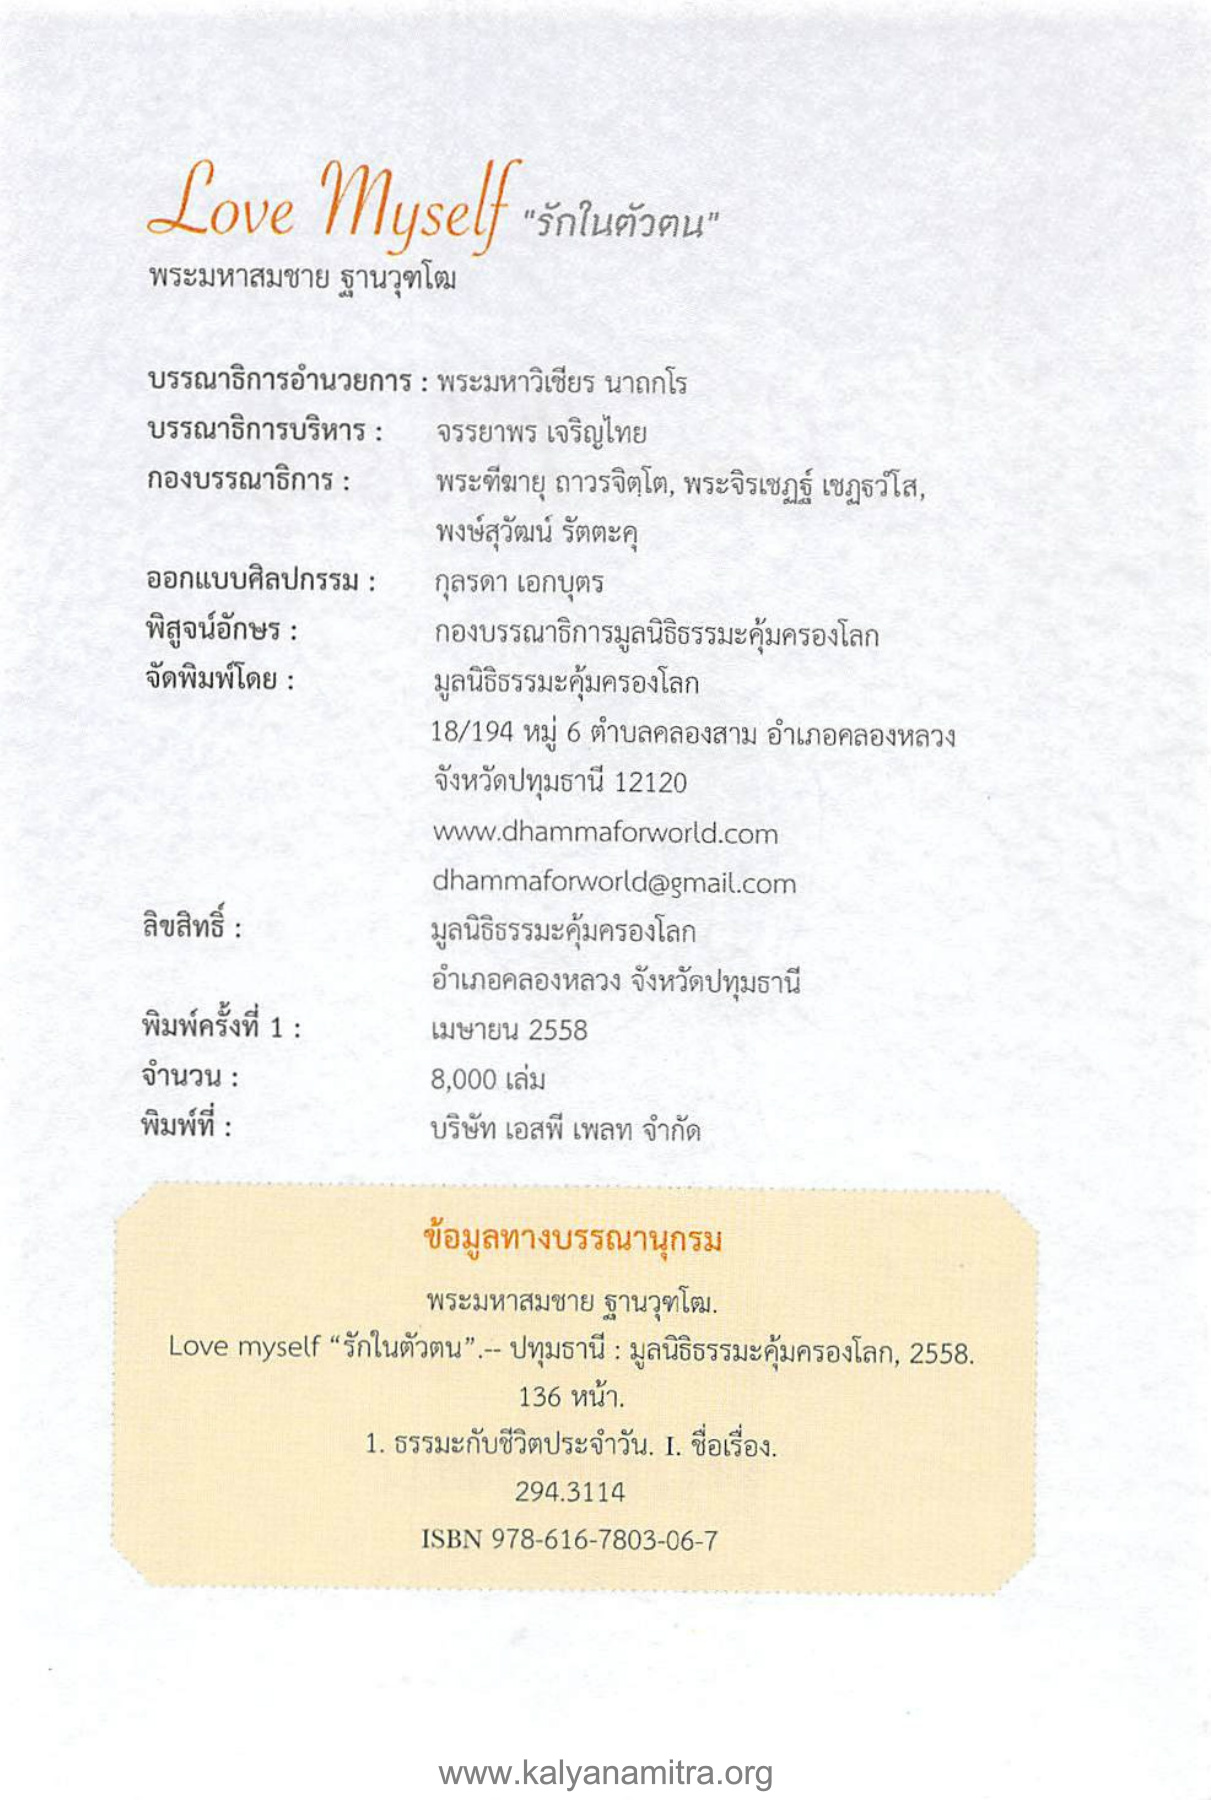 Love Myself "รักในตัวตน"
พระมหาสมชาย ฐานวุฑโฒ
บรรณาธิการอำนวยการ : พระมหาวิเชียร นาถกโร
บรรณาธิการบริหาร : จรรยาพร เจริญไทย
กองบรรณาธิการ : พระฑีฆายุ ถาวรจิตฺโต, พระจิรเชฏฐ์ เชฏฺธวํโส,
พงษ์สุวัฒน์ รัตตะคุ
ออกแบบศิลปกรรม : กุลรดา เอกบุตร
พิสูจน์อักษร : กองบรรณาธิการมูลนิธิธรรมะคุ้มครองโลก
จัดพิมพ์โดย : มูลนิธิธรรมะคุ้มครองโลก
18/194 หมู่ 6 ตำบลคลองสาม อำเภอคลองหลวง
จังหวัดปทุมธานี 12120
www.dhammaforworld.com
dhammaforworld@gmail.com
ลิขสิทธิ์ : มูลนิธิธรรมะคุ้มครองโลก
อำเภอคลองหลวง จังหวัดปทุมธานี
พิมพ์ครั้งที่ 1 : เมษายน 2558
จำนวน : 8,000 เล่ม
พิมพ์ที่ : บริษัท เอสพี เพลท จำกัด
ข้อมูลทางบรรณานุกรม
พระมหาสมชาย ฐานวุฑโฒ.
Love myself “รักในตัวตน”.-- ปทุมธานี : มูลนิธิธรรมะคุ้มครองโลก, 2558.
136 หน้า.
1. ธรรมะกับชีวิตประจำวัน. I. ชื่อเรื่อง.
294.3114
ISBN 978-616-7803-06-7
www.kalyanamitra.org